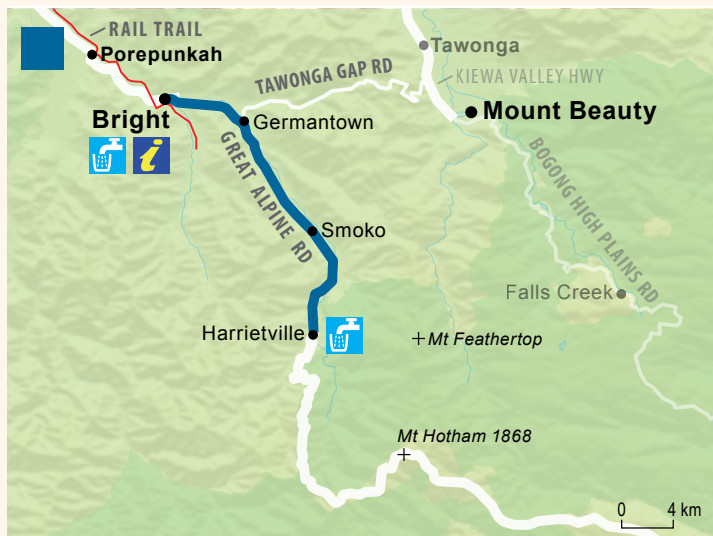 RAIL TRAIL
Porepunkah
Tawonga
TAWONGA GAP RD
KIEWA VALLEY HWY
Mount Beauty
Bright
Germantown
GREAT ALPINE RD
BOGONG HIGH PLAINS RD
i
Smoko
Falls Creek
Harrietville
Mt Feathertop
Mt Hotham 1868
0 4 km